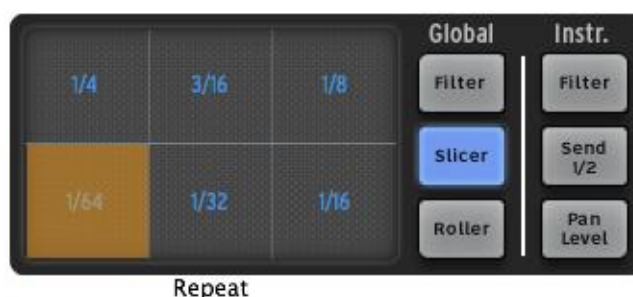 Global Instr.
1/4 3/16 1/8 Filter Filter
Slicer Send
1/2
1/64 1/32 1/16 Roller Pan
Level
Repeat